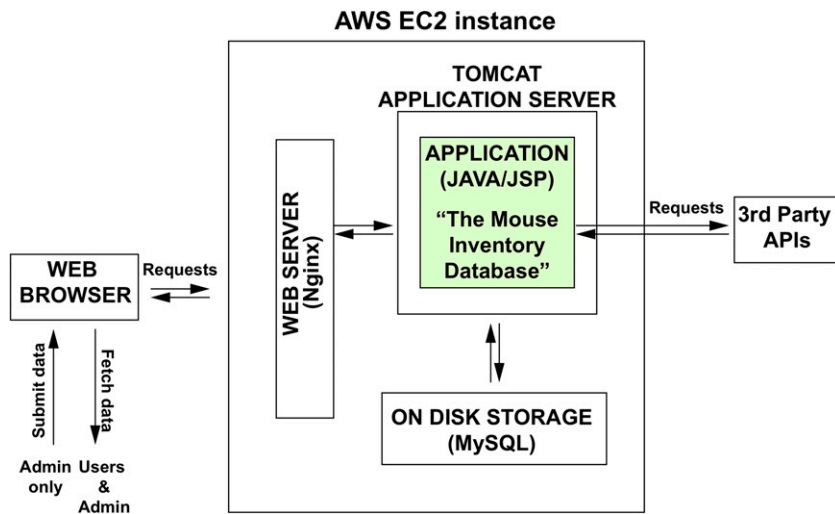 AWS EC2 instance
TOMCAT
APPLICATION SERVER
APPLICATION
(JAVA/JSP)
“The Mouse
Inventory
Database”
WEB SERVER
(Nginx)
Requests
3rd Party
APIs
WEB
BROWSER
Requests
Submit data
Fetch data
ON DISK STORAGE
(MySQL)
Admin
only
Users
&
Admin